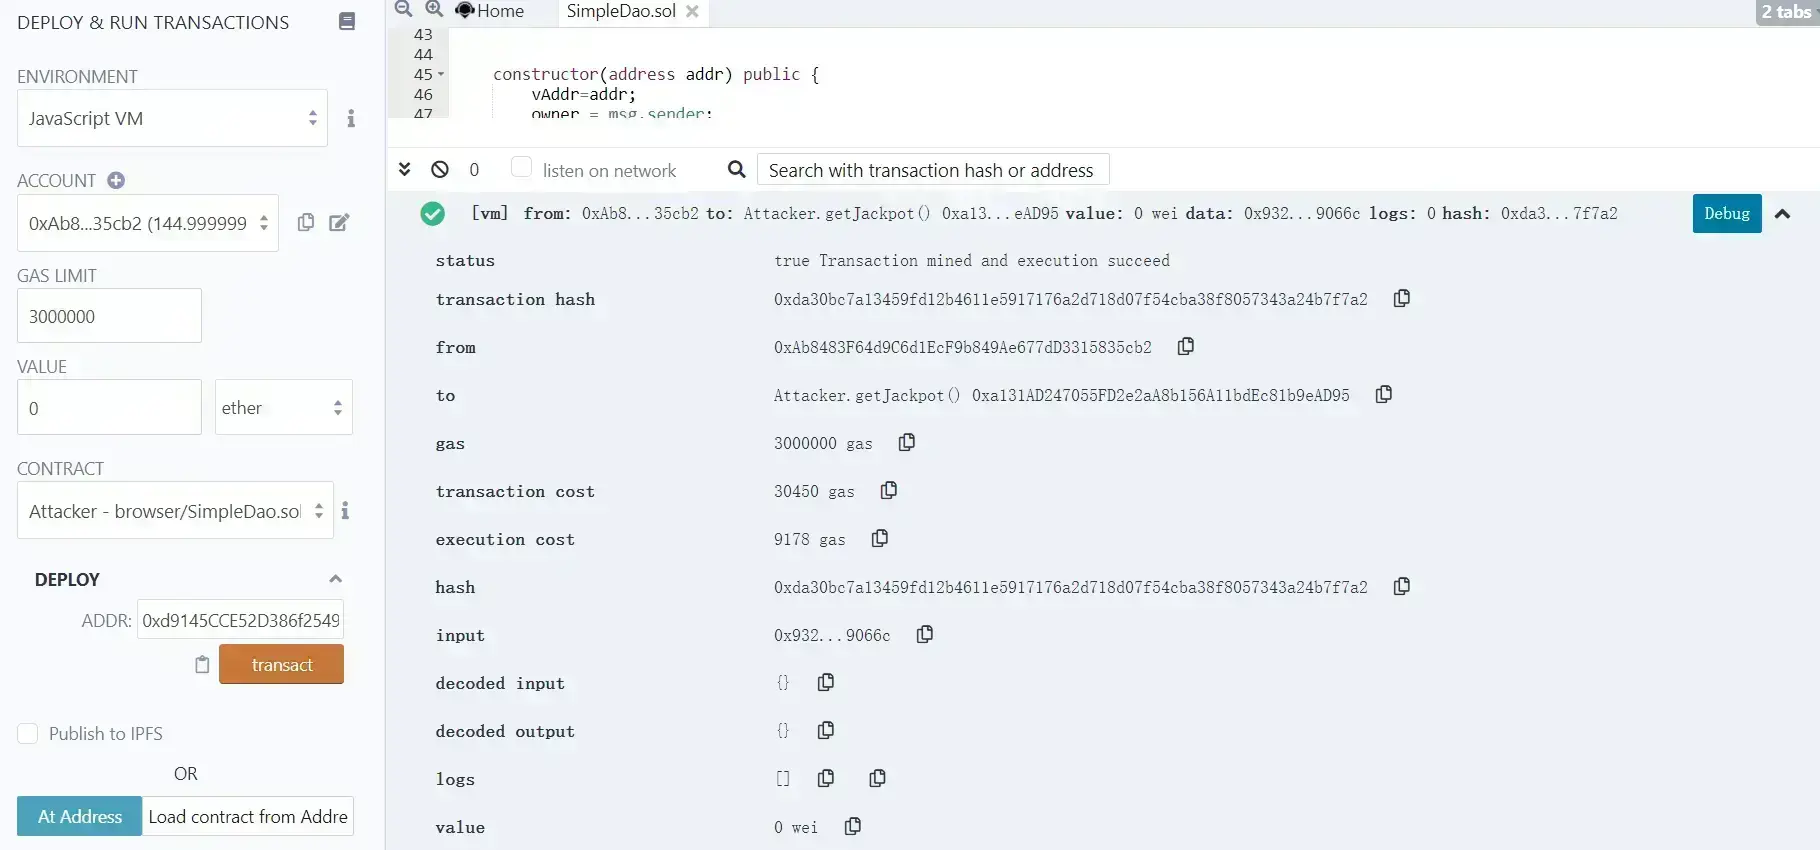 DEPLOY & RUN TRANSACTIONS
ENVIRONMENT
JavaScript VM
ACCOUNT
0xAb8...35cb2 (144.999999
GAS LIMIT
3000000
VALUE
0
ether
CONTRACT
Attacker - browser/SimpleDao.sol
DEPLOY
ADDR: 0xd9145CCE52D386f2549
transact
Publish to IPFS
OR
At Address
Load contract from Addre
Home
SimpleDao.sol
2 tabs
43
44
45 constructor(address addr) public {
46 vAddr=addr;
47 owner = msg.sender;
0
listen on network
Search with transaction hash or address
[vm] from: 0xAb8...35cb2 to: Attacker.getJackpot() 0xa13...eAD95 value: 0 wei data: 0x932...9066c logs: 0 hash: 0xda3...7f7a2
Debug
status true Transaction mined and execution succeed
transaction hash 0xda30bc7a13459fd12b4611e5917176a2d718d07f54cba38f8057343a24b7f7a2
from 0xAb8483F64d9C6d1EcF9b849Ae677dD3315835cb2
to Attacker.getJackpot() 0xa131AD247055FD2e2aA8b156A11bdEc81b9eAD95
gas 3000000 gas
transaction cost 30450 gas
execution cost 9178 gas
hash 0xda30bc7a13459fd12b4611e5917176a2d718d07f54cba38f8057343a24b7f7a2
input 0x932...9066c
decoded input {}
decoded output {}
logs []
value 0 wei